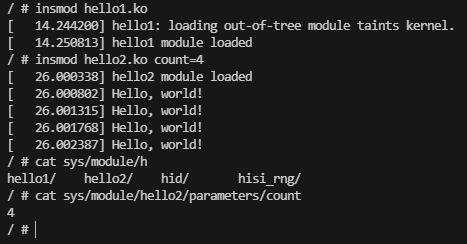 / # insmod hello1.ko
[   14.244200] hello1: loading out-of-tree module taints kernel.
[   14.250813] hello1 module loaded
/ # insmod hello2.ko count=4
[   26.000338] hello2 module loaded
[   26.000802] Hello, world!
[   26.001315] Hello, world!
[   26.001768] Hello, world!
[   26.002387] Hello, world!
/ # cat sys/module/h
hello1/    hello2/    hid/       hisi_rng/
/ # cat sys/module/hello2/parameters/count
4
/ #